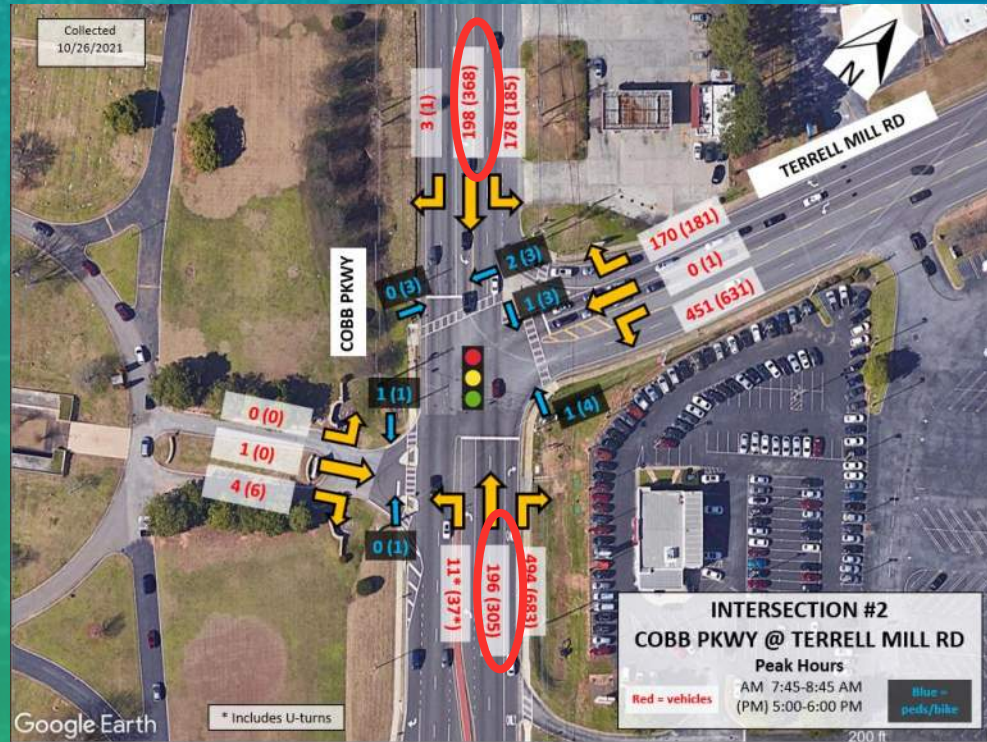 Collected
10/26/2021
3 (1)
198 (368)
178 (185)
N
TERRELL MILL RD
170 (181)
0 (1)
451 (631)
2 (3)
0 (3)
1 (3)
COBB PKWY
1 (1)
1 (4)
0 (0)
1 (0)
4 (6)
0 (1)
11* (37*)
196 (305)
494 (683)
INTERSECTION #2
COBB PKWY @ TERRELL MILL RD
Peak Hours
AM 7:45-8:45 AM
(PM) 5:00-6:00 PM
Red = vehicles
Blue =
peds/bike
* Includes U-turns
Google Earth
200 ft